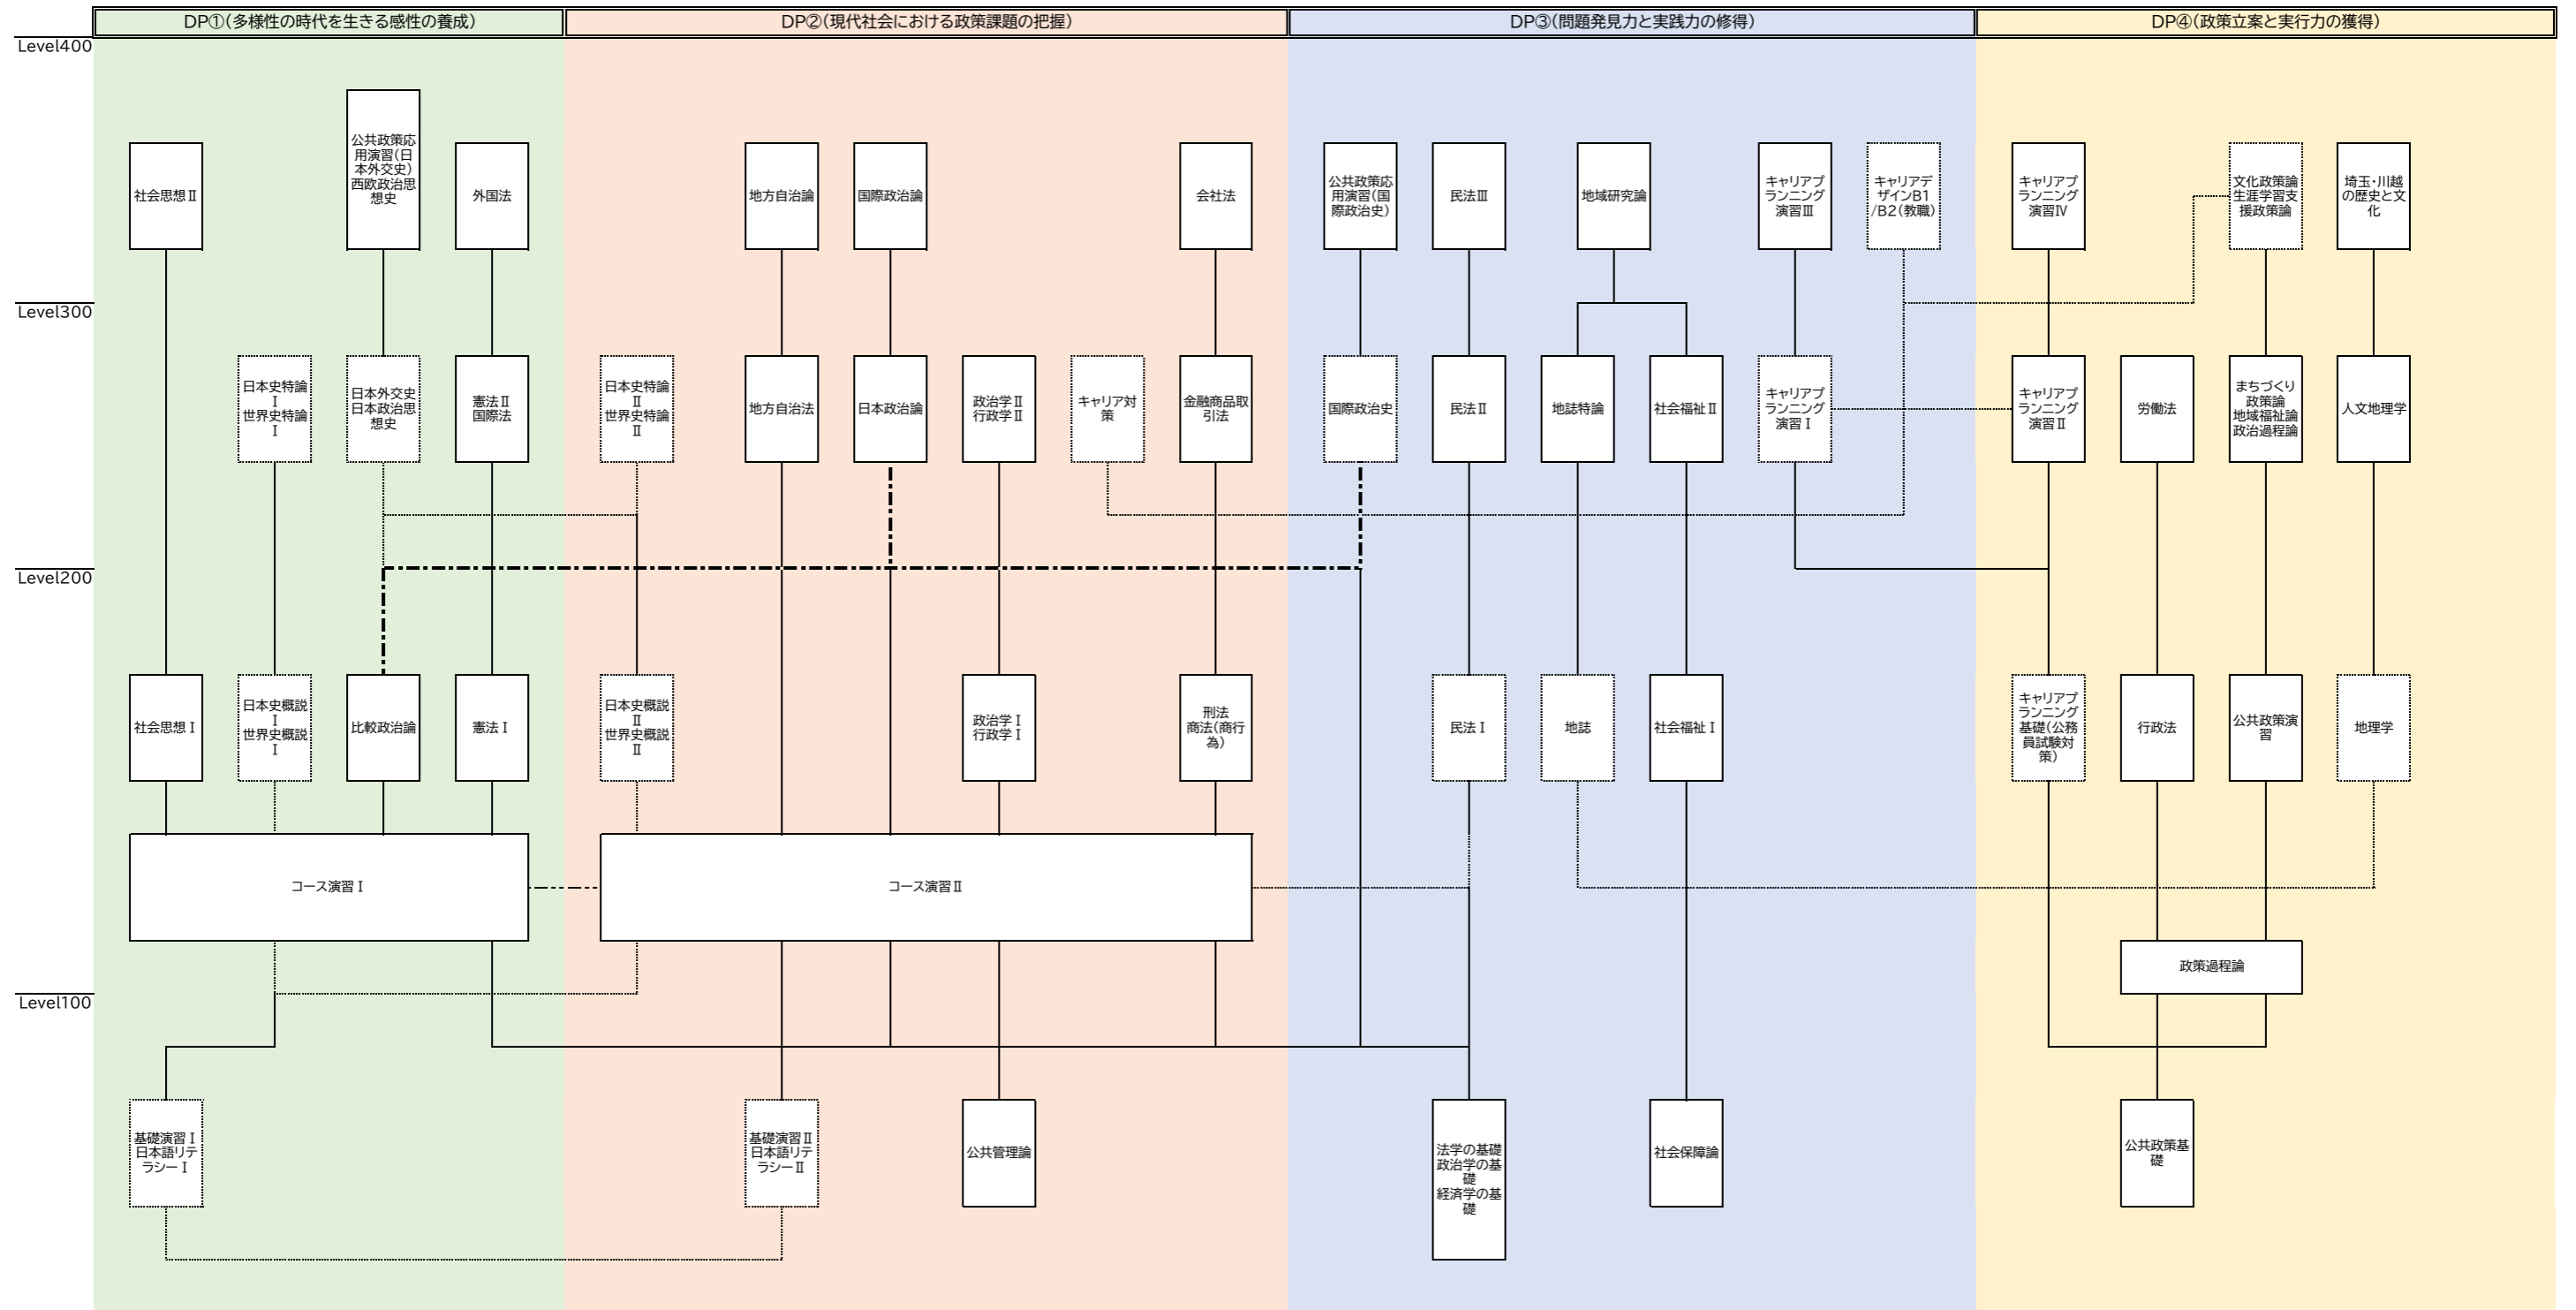 DP①(多様性の時代を生きる感性の養成)
DP②(現代社会における政策課題の把握)
DP③(問題発見力と実践力の修得)
DP④(政策立案と実行力の獲得)
Level400
社会思想Ⅱ
公共政策応
用演習(日
本外交史)
西欧政治思
想史
外国法
地方自治論
国際政治論
会社法
公共政策応
用演習(国
際政治史)
民法Ⅲ
地域研究論
キャリアプ
ランニング
演習Ⅲ
キャリアデ
ザインB1
/B2(教職)
キャリアプ
ランニング
演習Ⅳ
文化政策論
生涯学習支
援政策論
埼玉・川越
の歴史と文
化
Level300
日本史特論
Ⅰ
世界史特論
Ⅰ
日本外交史
日本政治思
想史
憲法Ⅱ
国際法
日本史特論
Ⅱ
世界史特論
Ⅱ
地方自治法
日本政治論
政治学Ⅱ
行政学Ⅱ
キャリア対
策
金融商品取
引法
国際政治史
民法Ⅱ
地誌特論
社会福祉Ⅱ
キャリアプ
ランニング
演習Ⅰ
キャリアプ
ランニング
演習Ⅱ
労働法
まちづくり
政策論
地域福祉論
政治過程論
人文地理学
Level200
社会思想Ⅰ
日本史概説
Ⅰ
世界史概説
Ⅰ
比較政治論
憲法Ⅰ
日本史概説
Ⅱ
世界史概説
Ⅱ
政治学Ⅰ
行政学Ⅰ
刑法
商法(商行
為)
民法Ⅰ
地誌
社会福祉Ⅰ
キャリアプ
ランニング
基礎(公務
員試験対
策)
行政法
公共政策演
習
地理学
コース演習Ⅰ
コース演習Ⅱ
政策過程論
Level100
基礎演習Ⅰ
日本語リテ
ラシーⅠ
基礎演習Ⅱ
日本語リテ
ラシーⅡ
公共管理論
法学の基礎
政治学の基
礎
経済学の基
礎
社会保障論
公共政策基
礎